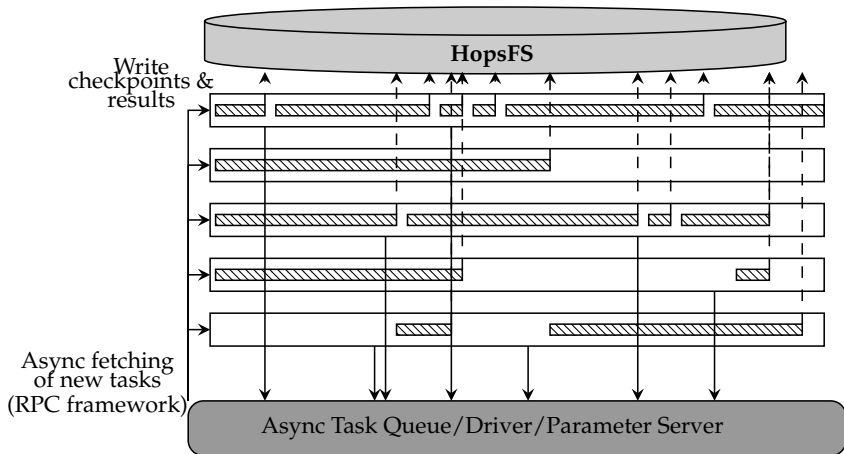 HopsFS
Write
checkpoints &
results
Async fetching
of new tasks
(RPC framework)
Async Task Queue/Driver/Parameter Server